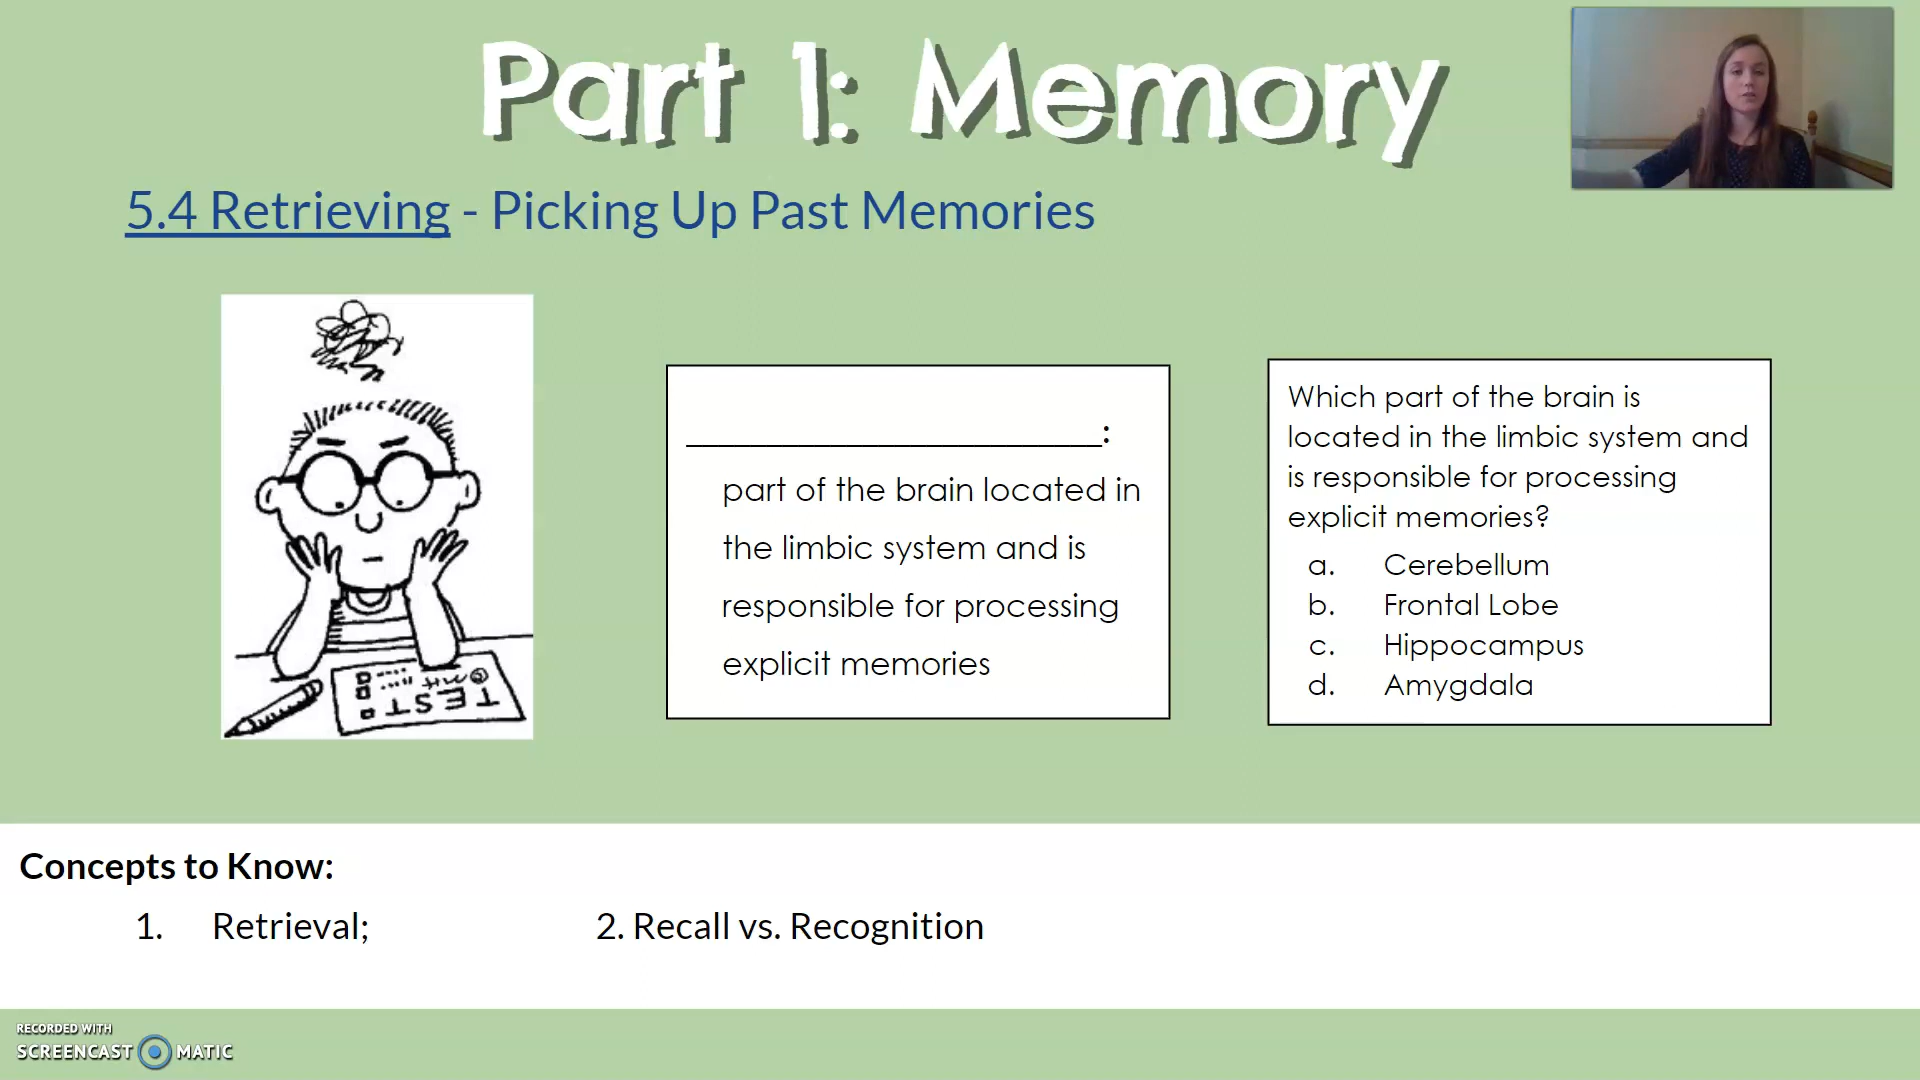 Part 1: Memory
5.4 Retrieving - Picking Up Past Memories
TEST
____________________________:
part of the brain located in
the limbic system and is
responsible for processing
explicit memories
Which part of the brain is
located in the limbic system and
is responsible for processing
explicit memories?
a. Cerebellum
b. Frontal Lobe
c. Hippocampus
d. Amygdala
Concepts to Know:
1. Retrieval;
2. Recall vs. Recognition
RECORDED WITH
SCREENCAST MATIC